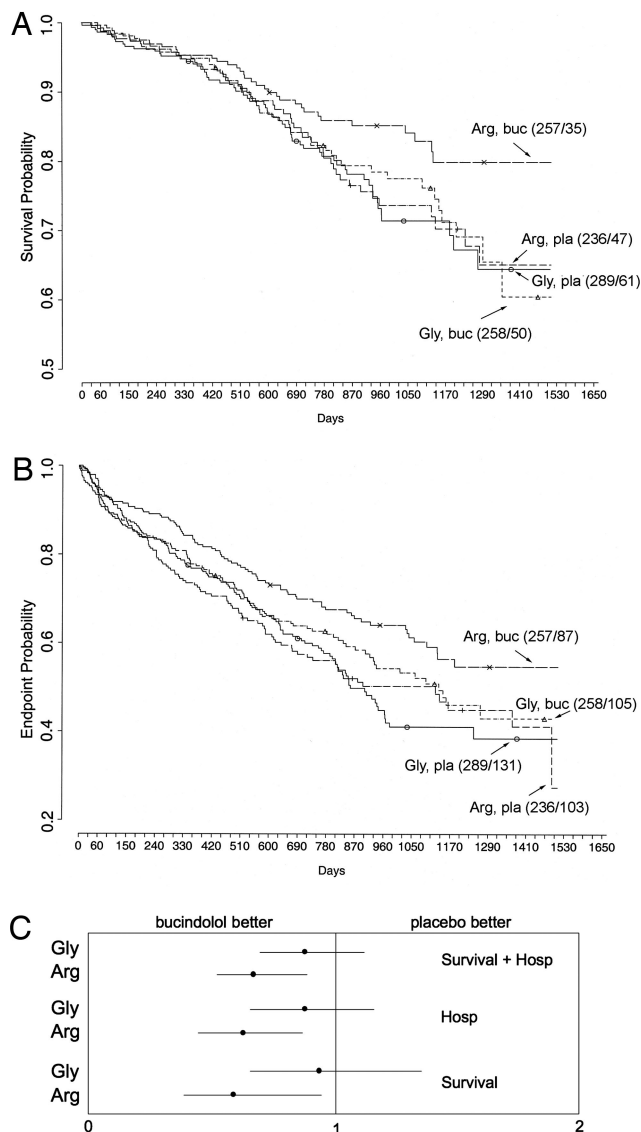 A
Survival Probability
1.0
0.9
0.8
0.7
0.6
0.5
Arg, buc (257/35)
Arg, pla (236/47)
Gly, pla (289/61)
Gly, buc (258/50)
0 60 150 240 330 420 510 600 690 780 870 960 1050 1170 1290 1410 1530 1650
Days
B
Endpoint Probability
1.0
0.8
0.6
0.4
0.2
Arg, buc (257/87)
Gly, buc (258/105)
Gly, pla (289/131)
Arg, pla (236/103)
0 60 150 240 330 420 510 600 690 780 870 960 1050 1170 1290 1410 1530 1650
Days
C
bucindolol better placebo better
Gly
Arg
Survival + Hosp
Gly
Arg
Hosp
Gly
Arg
Survival
0 1 2